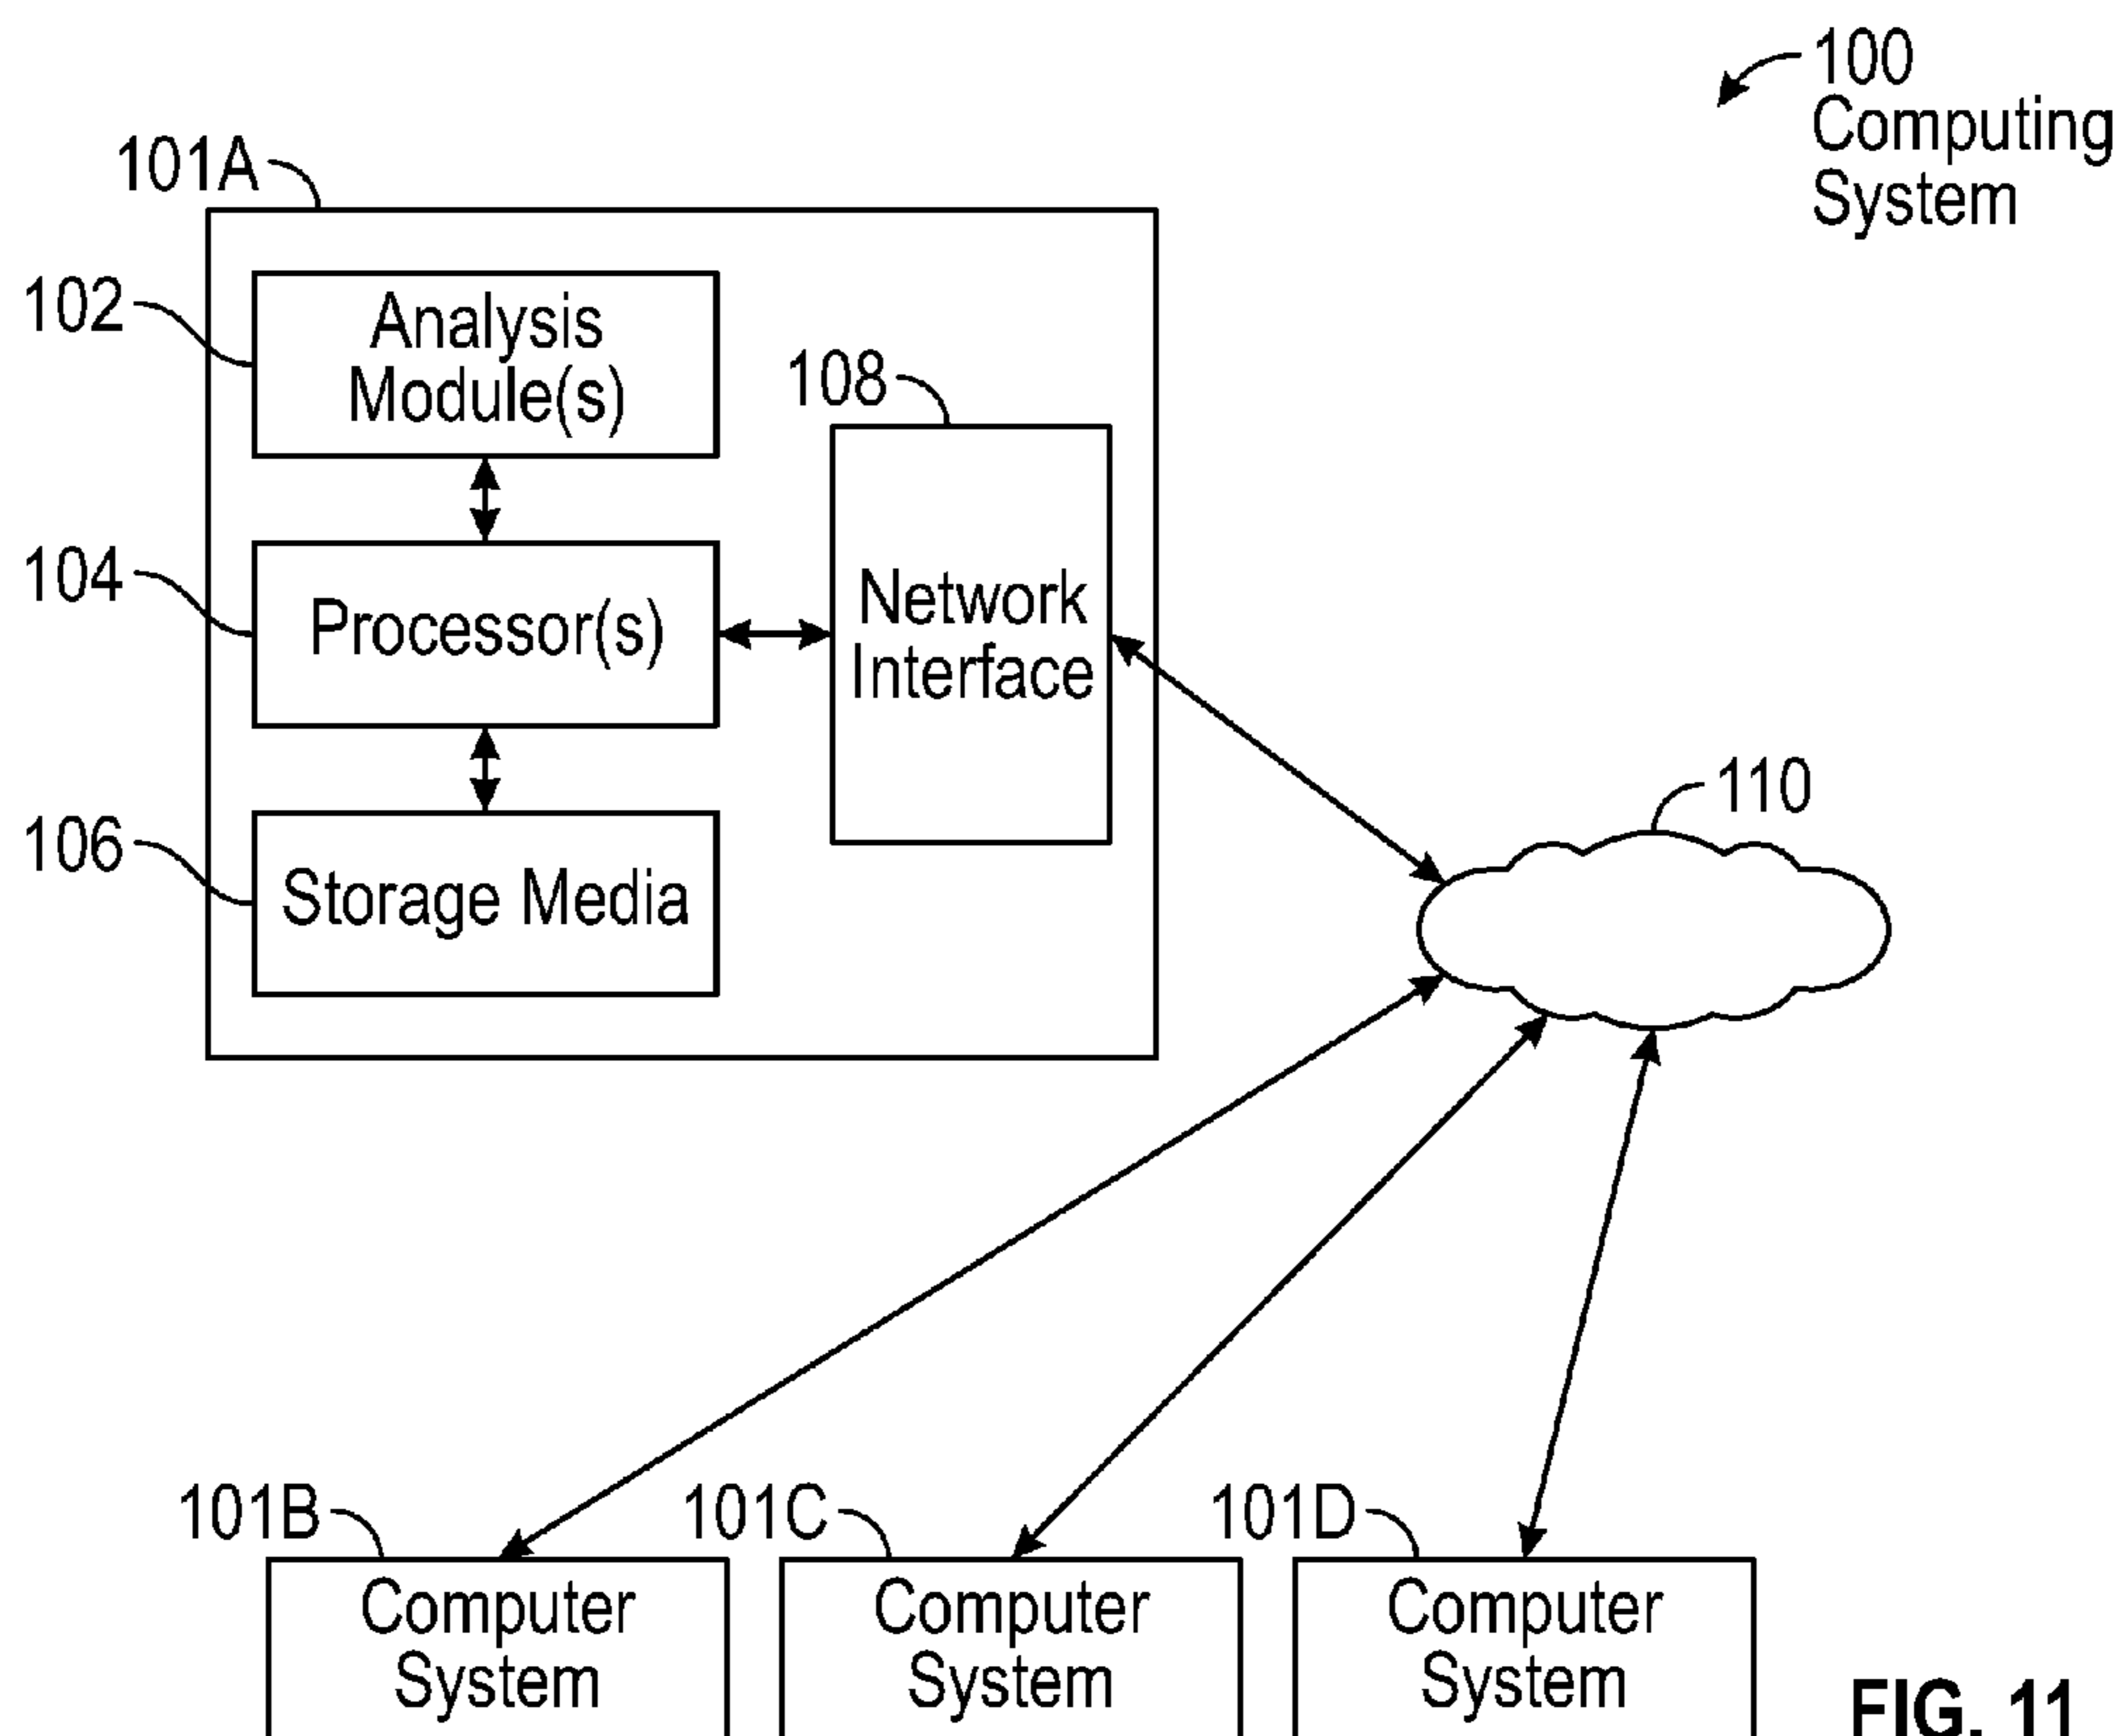 100
Computing
System
101A
102
Analysis
Module(s)
108
104
Processor(s)
Network
Interface
106
Storage Media
110
101B
101C
101D
Computer
System
Computer
System
Computer
System
FIG. 11